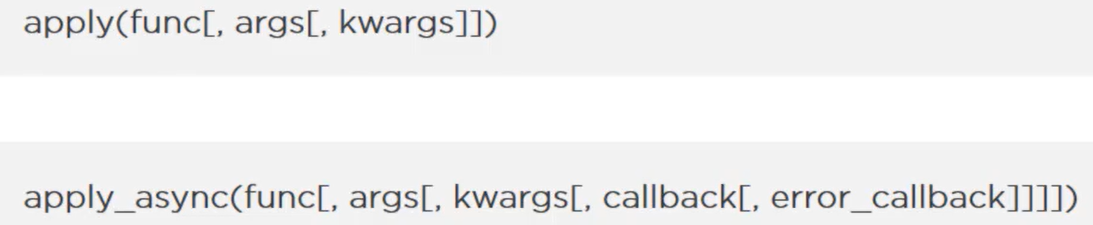 apply(func[, args[, kwargs]])
apply_async(func[, args[, kwargs[, callback[, error_callback]]]])